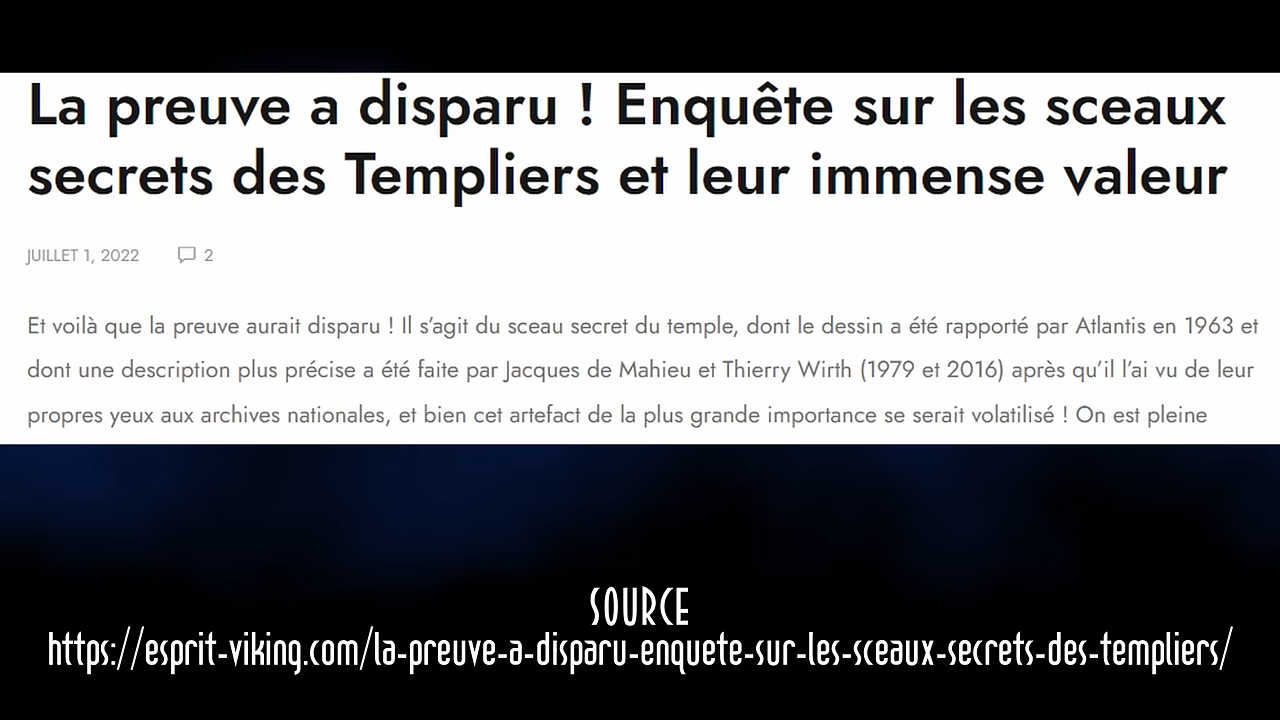 La preuve a disparu ! Enquête sur les sceaux
secrets des Templiers et leur immense valeur
JUILLET 1, 2022 2
Et voilà que la preuve aurait disparu ! Il s’agit du sceau secret du temple, dont le dessin a été rapporté par Atlantis en 1963 et
dont une description plus précise a été faite par Jacques de Mahieu et Thierry Wirth (1979 et 2016) après qu’il l’ai vu de leur
propres yeux aux archives nationales, et bien cet artefact de la plus grande importance se serait volatilisé ! On est pleine
SOURCE
https://esprit-viking.com/la-preuve-a-disparu-enquete-sur-les-sceaux-secrets-des-templiers/